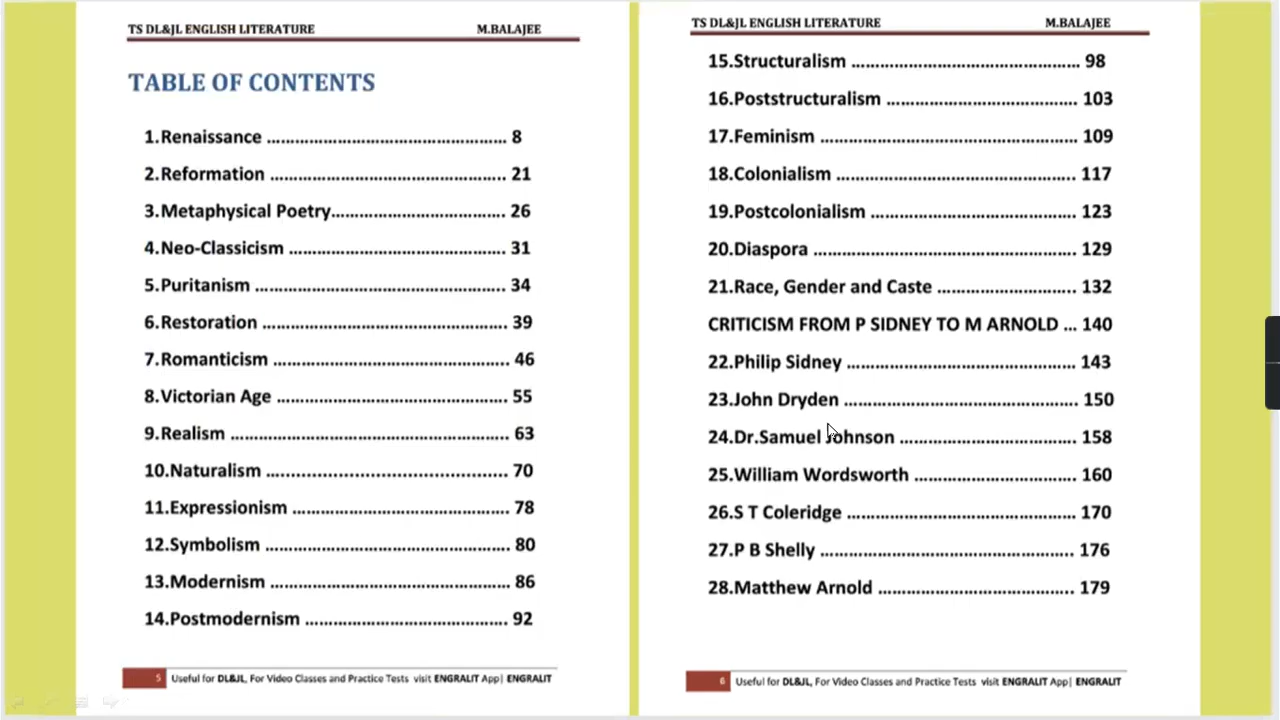 TS DL&JL ENGLISH LITERATURE M.BALAJEE
TABLE OF CONTENTS
1.Renaissance ........................................ 8
2.Reformation ........................................ 21
3.Metaphysical Poetry............................. 26
4.Neo-Classicism ..................................... 31
5.Puritanism ........................................... 34
6.Restoration .......................................... 39
7.Romanticism ........................................ 46
8.Victorian Age ....................................... 55
9.Realism ............................................... 63
10.Naturalism ......................................... 70
11.Expressionism ..................................... 78
12.Symbolism .......................................... 80
13.Modernism ......................................... 86
14.Postmodernism ................................... 92
5 Useful for DL&JL, For Video Classes and Practice Tests visit ENGRALIT App| ENGRALIT
TS DL&JL ENGLISH LITERATURE M.BALAJEE
15.Structuralism ....................................... 98
16.Poststructuralism ................................. 103
17.Feminism ............................................ 109
18.Colonialism ......................................... 117
19.Postcolonialism ................................... 123
20.Diaspora ............................................. 129
21.Race, Gender and Caste ........................ 132
CRITICISM FROM P SIDNEY TO M ARNOLD ... 140
22.Philip Sidney ....................................... 143
23.John Dryden ........................................ 150
24.Dr.Samuel Johnson .............................. 158
25.William Wordsworth ............................ 160
26.S T Coleridge ....................................... 170
27.P B Shelly ............................................ 176
28.Matthew Arnold .................................. 179
6 Useful for DL&JL, For Video Classes and Practice Tests visit ENGRALIT App| ENGRALIT